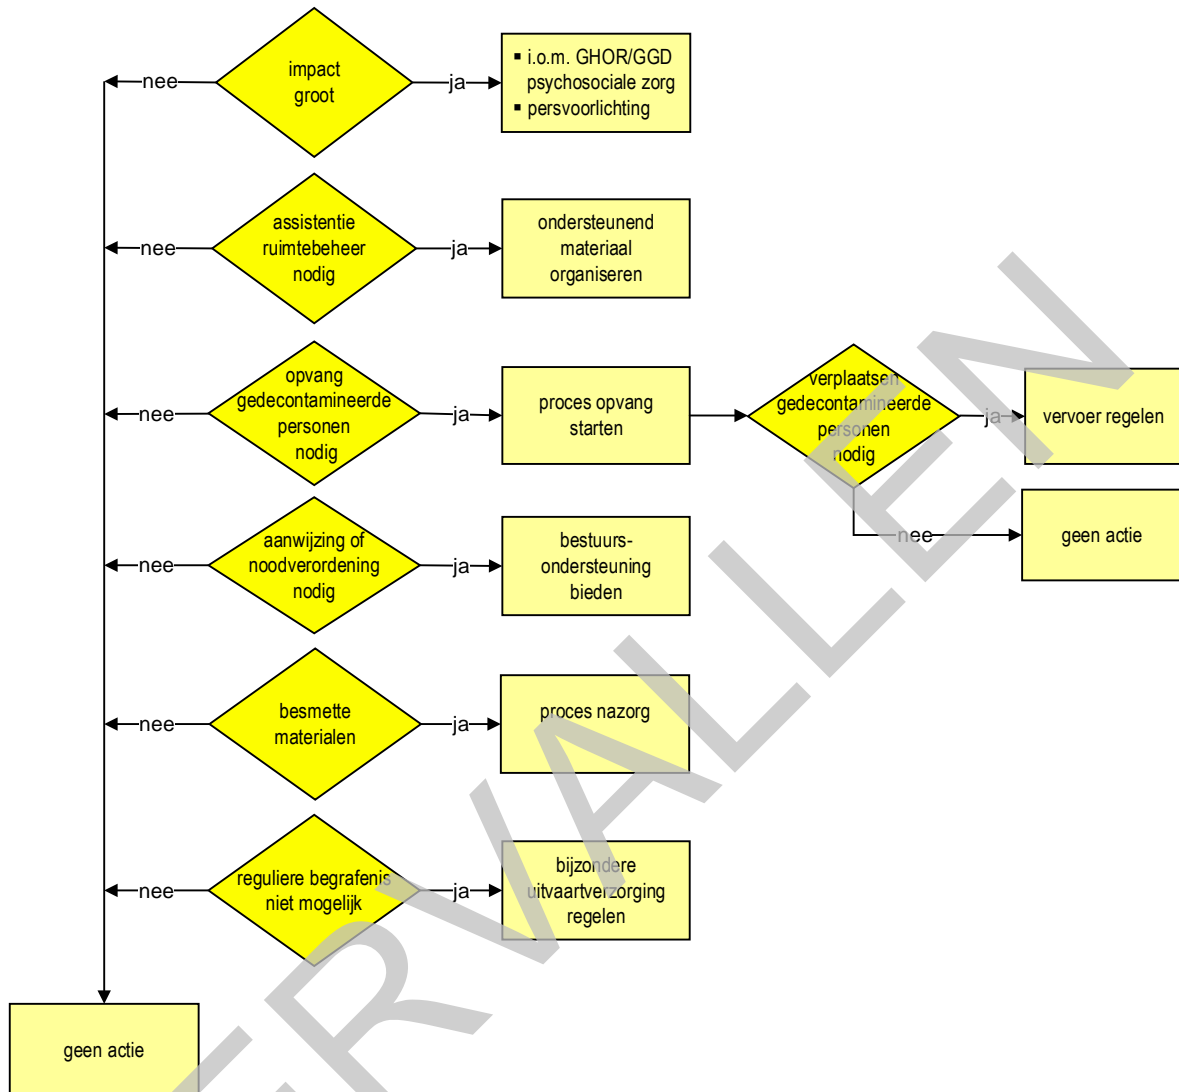 impact
groot
nee
ja
▪ i.o.m. GHOR/GGD
psychosociale zorg
▪ persvoorlichting
assistentie
ruimtebeheer
nodig
nee
ja
ondersteunend
materiaal
organiseren
opvang
gedecontamineerde
personen
nodig
nee
ja
proces opvang
starten
verplaatsen
gedecontamineerde
personen
nodig
ja
vervoer regelen
nee
geen actie
aanwijzing of
noodverordening
nodig
nee
ja
bestuurs-
ondersteuning
bieden
besmette
materialen
nee
ja
proces nazorg
reguliere begrafenis
niet mogelijk
nee
ja
bijzondere
uitvaartverzorging
regelen
geen actie
ERVALLEN